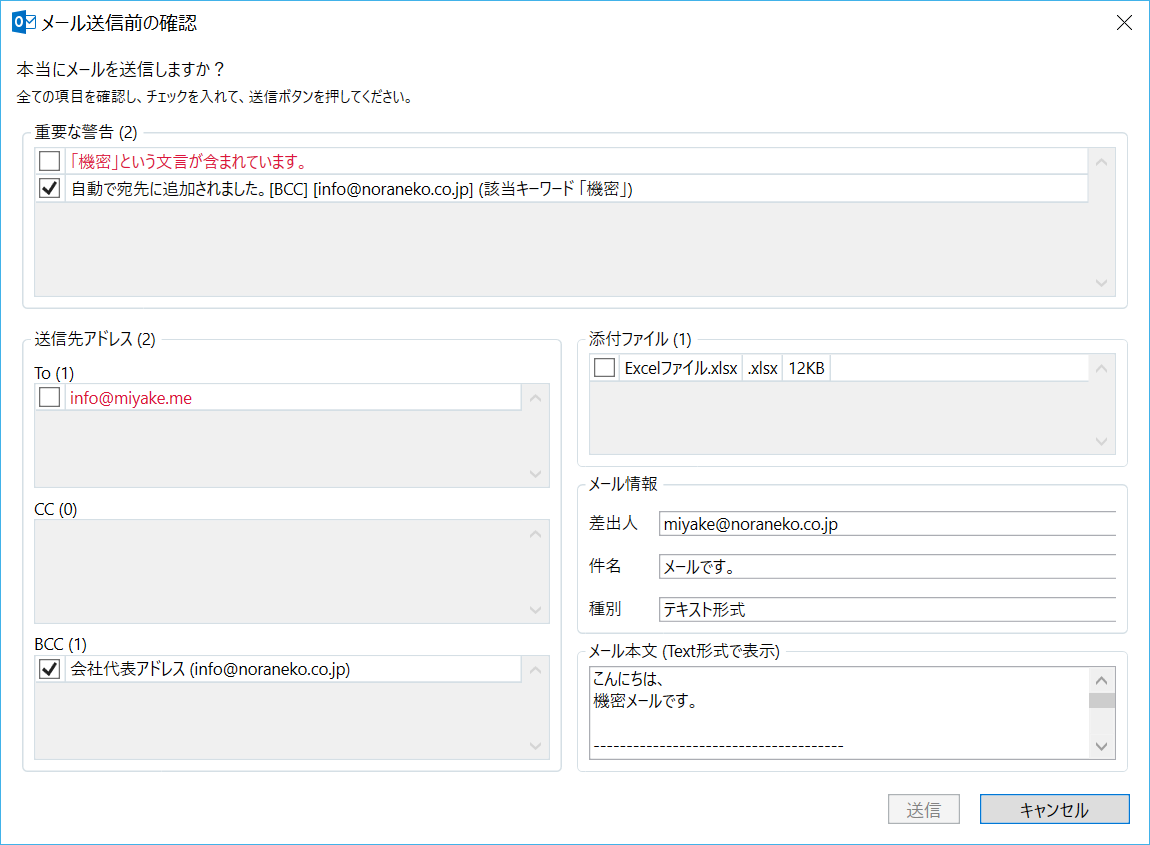 メール送信前の確認
本当にメールを送信しますか？
全ての項目を確認し、チェックを入れて、送信ボタンを押してください。
重要な警告 (2)
「機密」という文言が含まれています。
自動で宛先に追加されました。[BCC] [info@noraneko.co.jp] (該当キーワード 「機密」)
送信先アドレス (2)
To (1)
info@miyake.me
CC (0)
BCC (1)
会社代表アドレス (info@noraneko.co.jp)
添付ファイル (1)
Excelファイル.xlsx .xlsx 12KB
メール情報
差出人 miyake@noraneko.co.jp
件名 メールです。
種別 テキスト形式
メール本文 (Text形式で表示)
こんにちは、
機密メールです。
--------------------------------------
送信 キャンセル